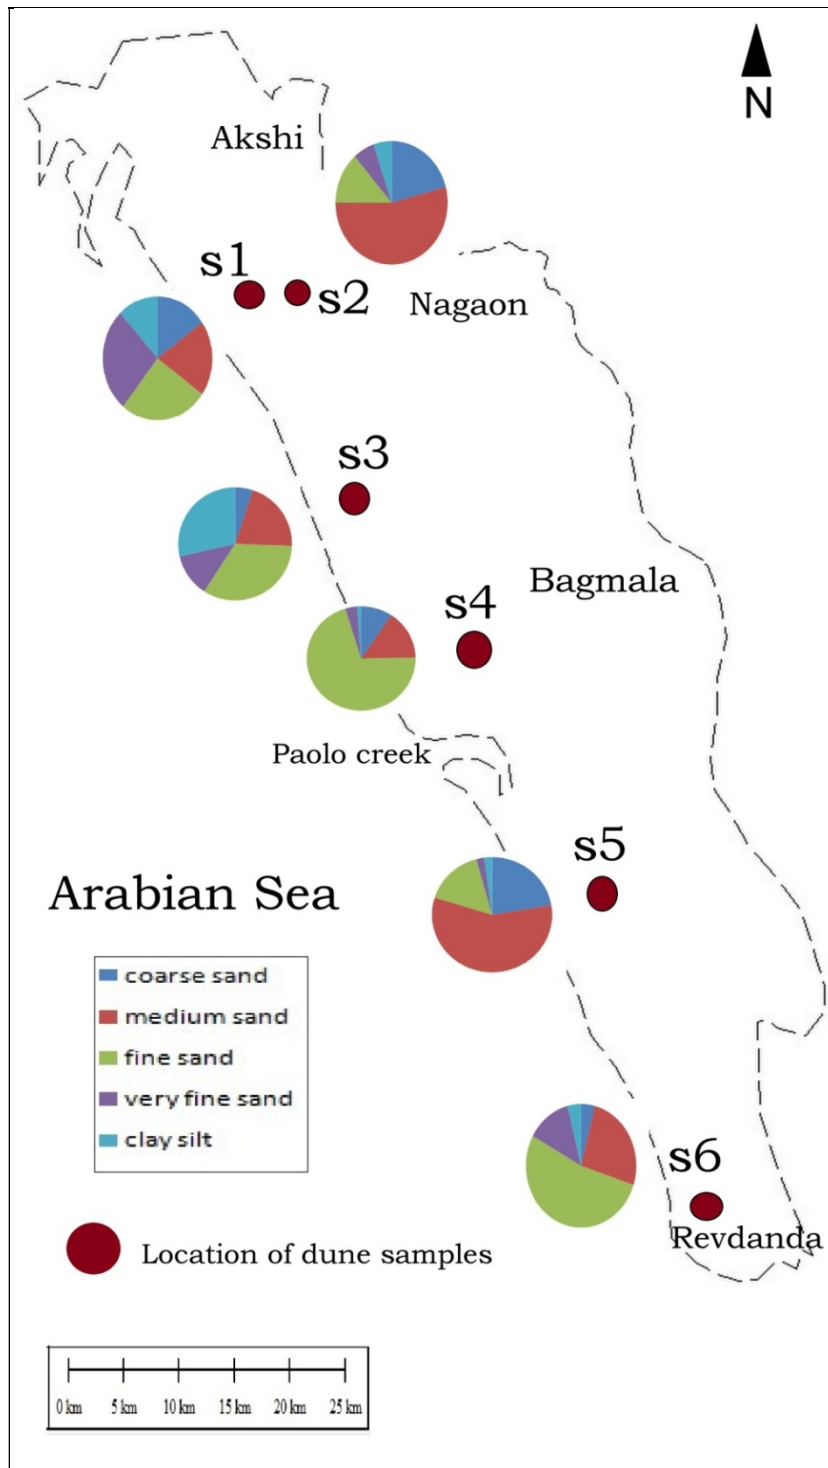 N
Akshi
s1
s2
Nagaon
s3
Bagmala
s4
Paolo creek
s5
Arabian Sea
coarse sand
medium sand
fine sand
very fine sand
clay silt
s6
Revdanda
Location of dune samples
0 km 5 km 10 km 15 km 20 km 25 km